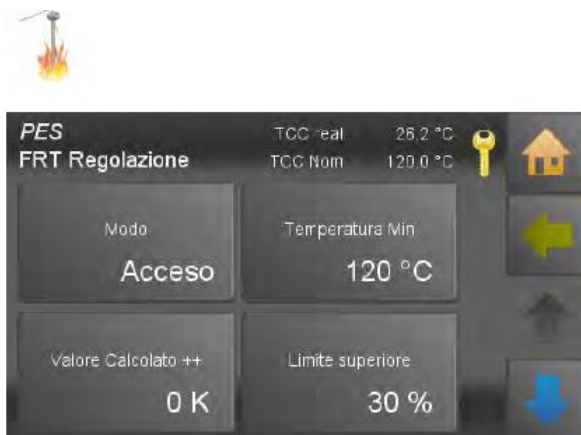 PES TCC real 26.2 °C
FRT Regolazione TCC Nom 120.0 °C
Modo Temperatura Min
Acceso 120 °C
Valore Calcolato ++ Limite superiore
0 K 30 %